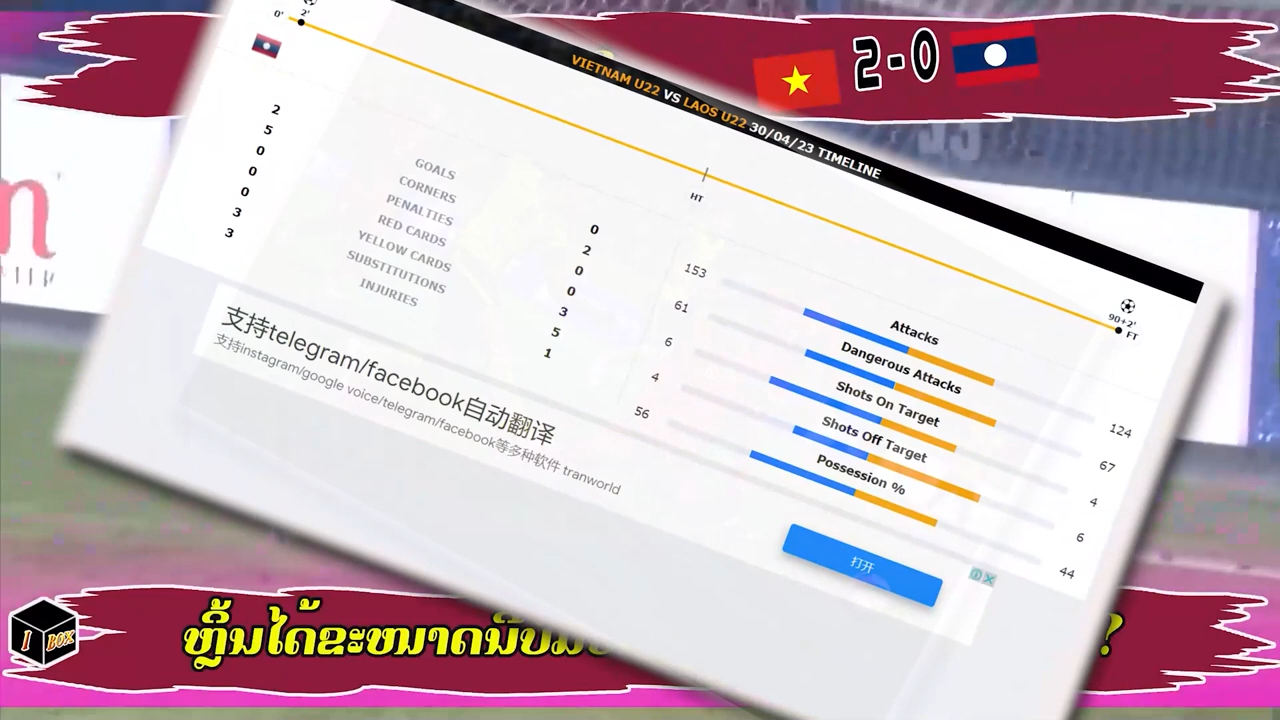 2-0
VIETNAM U22 VS LAOS U22 30/04/23 TIMELINE
0'
2'
HT
90+2'
FT
2 GOALS 0
5 CORNERS 2
0 PENALTIES 0
0 RED CARDS 0
0 YELLOW CARDS 3
3 SUBSTITUTIONS 5
3 INJURIES 1
153 Attacks 124
61 Dangerous Attacks 67
6 Shots On Target 4
4 Shots Off Target 6
56 Possession % 44
支持telegram/facebook自动翻译
支持instagram/google voice/telegram/facebook等多种软件 tranworld
打开
I BOX
ຫຼິ້ນໄດ້ຂະໜາດນີ້
?